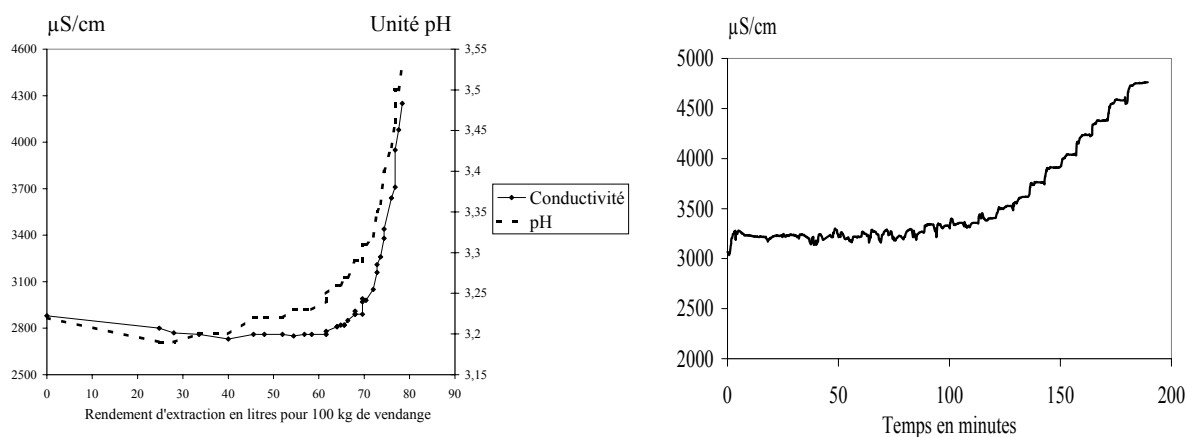 µS/cm
Unité pH
4600
4300
4000
3700
3400
3100
2800
2500
3,55
3,5
3,45
3,4
3,35
3,3
3,25
3,2
3,15
0 10 20 30 40 50 60 70 80 90
Rendement d'extraction en litres pour 100 kg de vendange
Conductivité
pH
µS/cm
5000
4500
4000
3500
3000
2500
2000
0 50 100 150 200
Temps en minutes